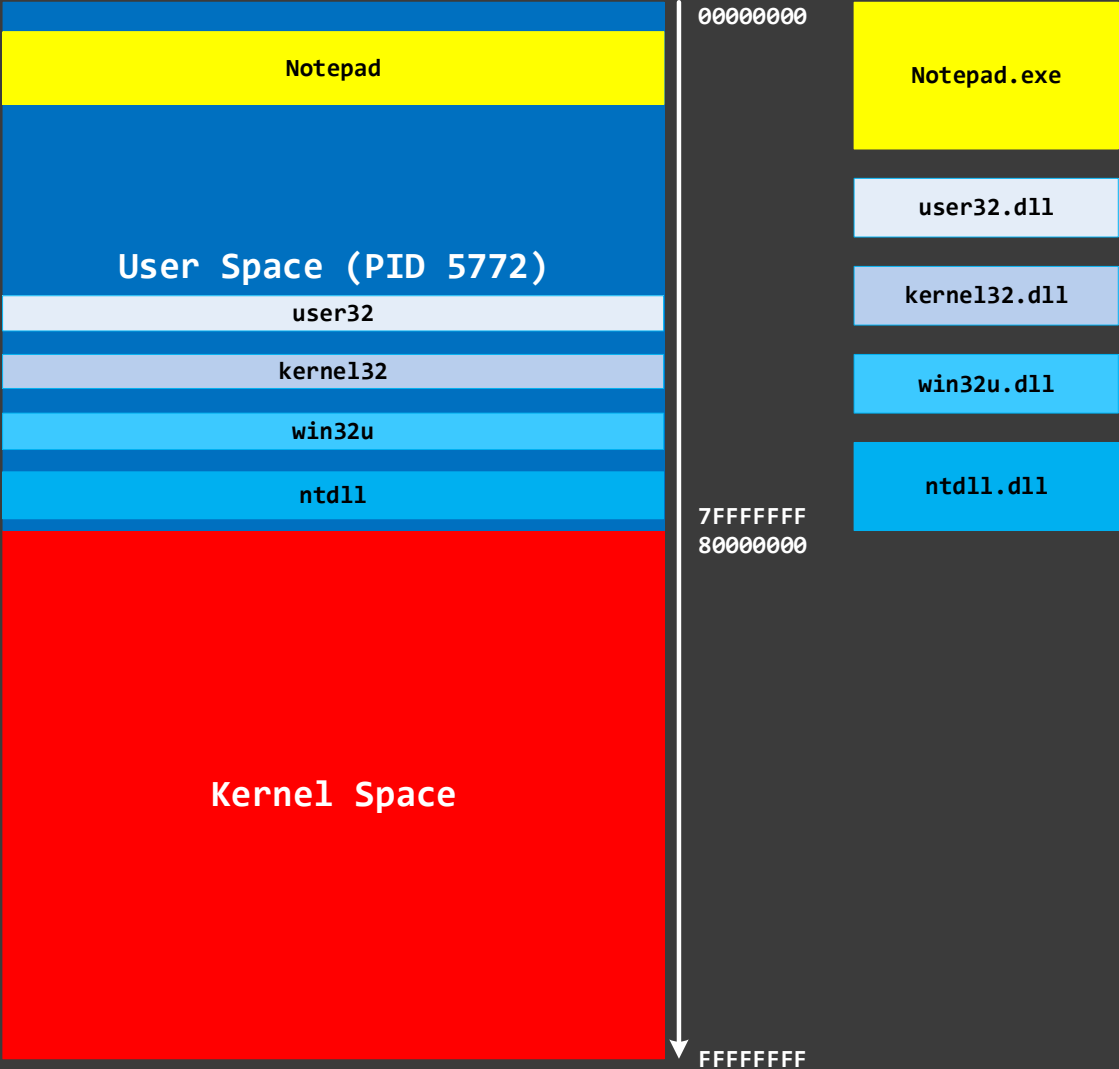 00000000
Notepad
Notepad.exe
user32.dll
User Space (PID 5772)
kernel32.dll
user32
kernel32
win32u.dll
win32u
ntdll
ntdll.dll
7FFFFFFF
80000000
Kernel Space
FFFFFFFF